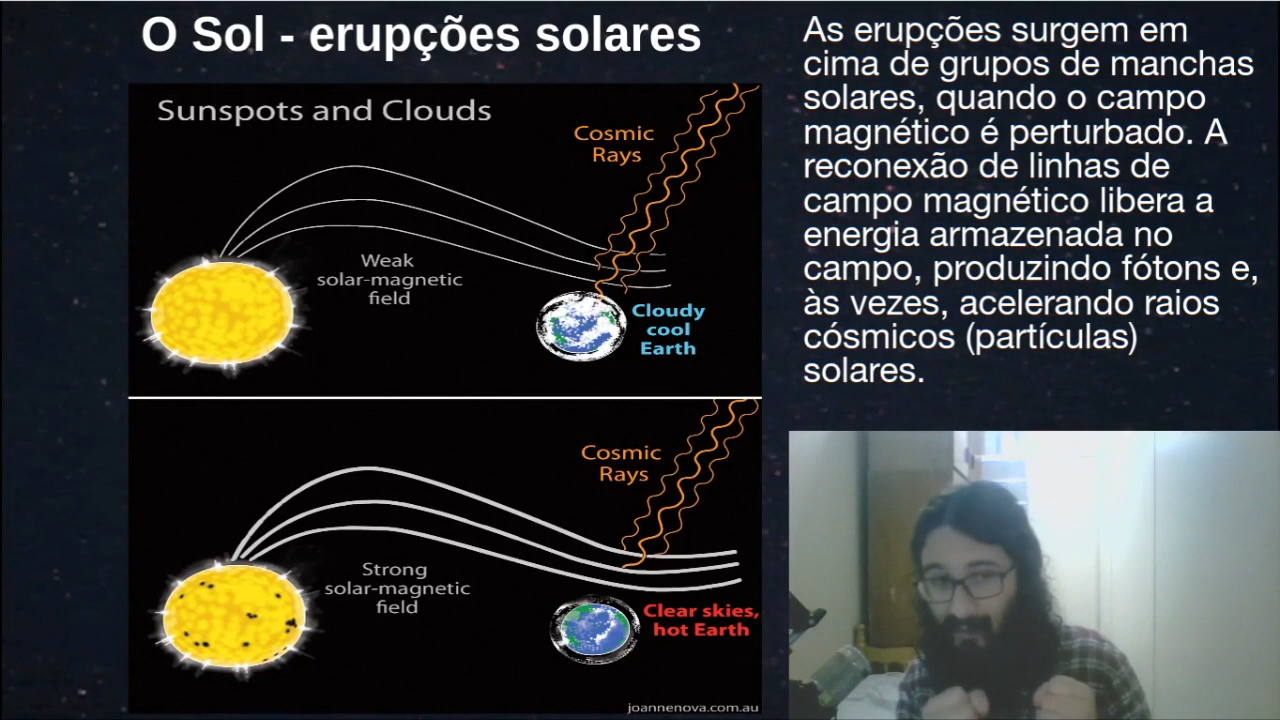 O Sol - erupções solares
Sunspots and Clouds
Cosmic
Rays
Weak
solar-magnetic
field
Cloudy
cool
Earth
Cosmic
Rays
Strong
solar-magnetic
field
Clear skies,
hot Earth
joannenova.com.au
As erupções surgem em
cima de grupos de manchas
solares, quando o campo
magnético é perturbado. A
reconexão de linhas de
campo magnético libera a
energia armazenada no
campo, produzindo fótons e,
às vezes, acelerando raios
cósmicos (partículas)
solares.